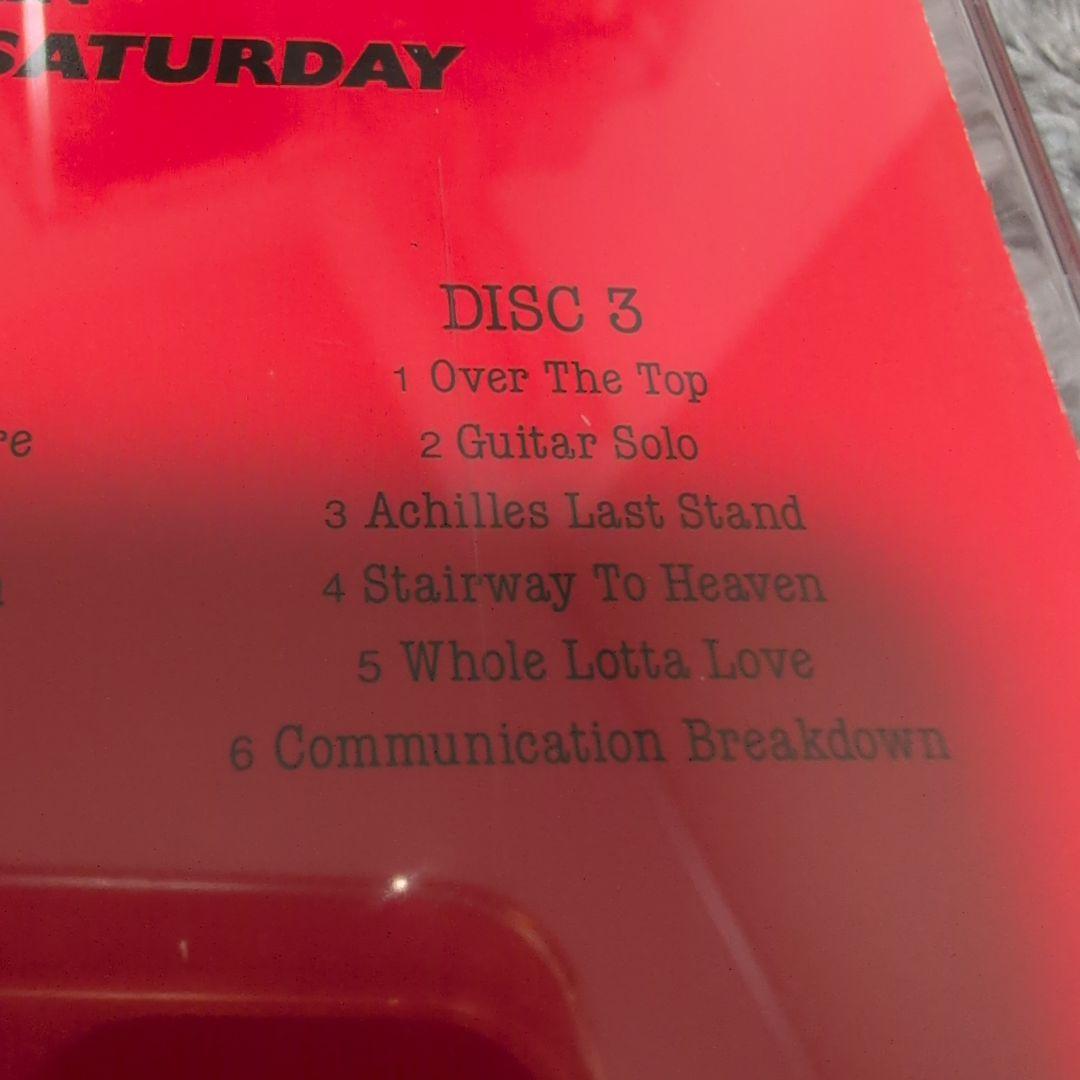 SATURDAY
re
DISC 3
1 Over The Top
2 Guitar Solo
3 Achilles Last Stand
4 Stairway To Heaven
5 Whole Lotta Love
6 Communication Breakdown